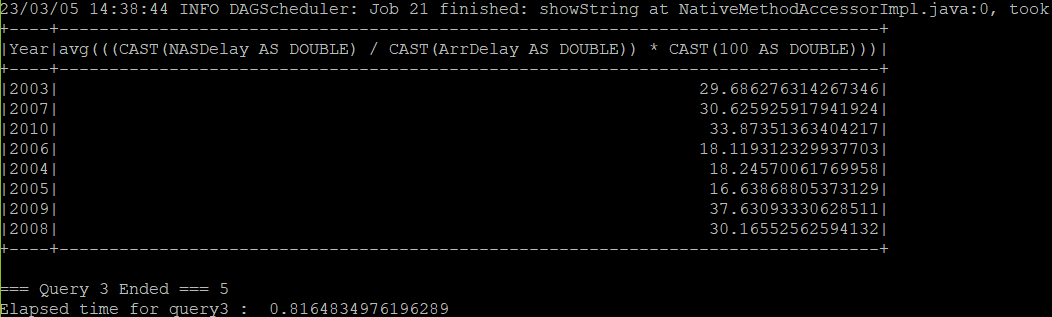 23/03/05 14:38:44 INFO DAGScheduler: Job 21 finished: showString at NativeMethodAccessorImpl.java:0, took
+----+--------------------------------------------------------------------------------+
|Year|avg(((CAST(NASDelay AS DOUBLE) / CAST(ArrDelay AS DOUBLE)) * CAST(100 AS DOUBLE)))|
+----+--------------------------------------------------------------------------------+
|2003| 29.686276314267346|
|2007| 30.625925917941924|
|2010| 33.87351363404217|
|2006| 18.119312329937703|
|2004| 18.24570061769958|
|2005| 16.63868805373129|
|2009| 37.63093330628511|
|2008| 30.16552562594132|
+----+--------------------------------------------------------------------------------+
=== Query 3 Ended === 5
Elapsed time for query3 :  0.8164834976196289